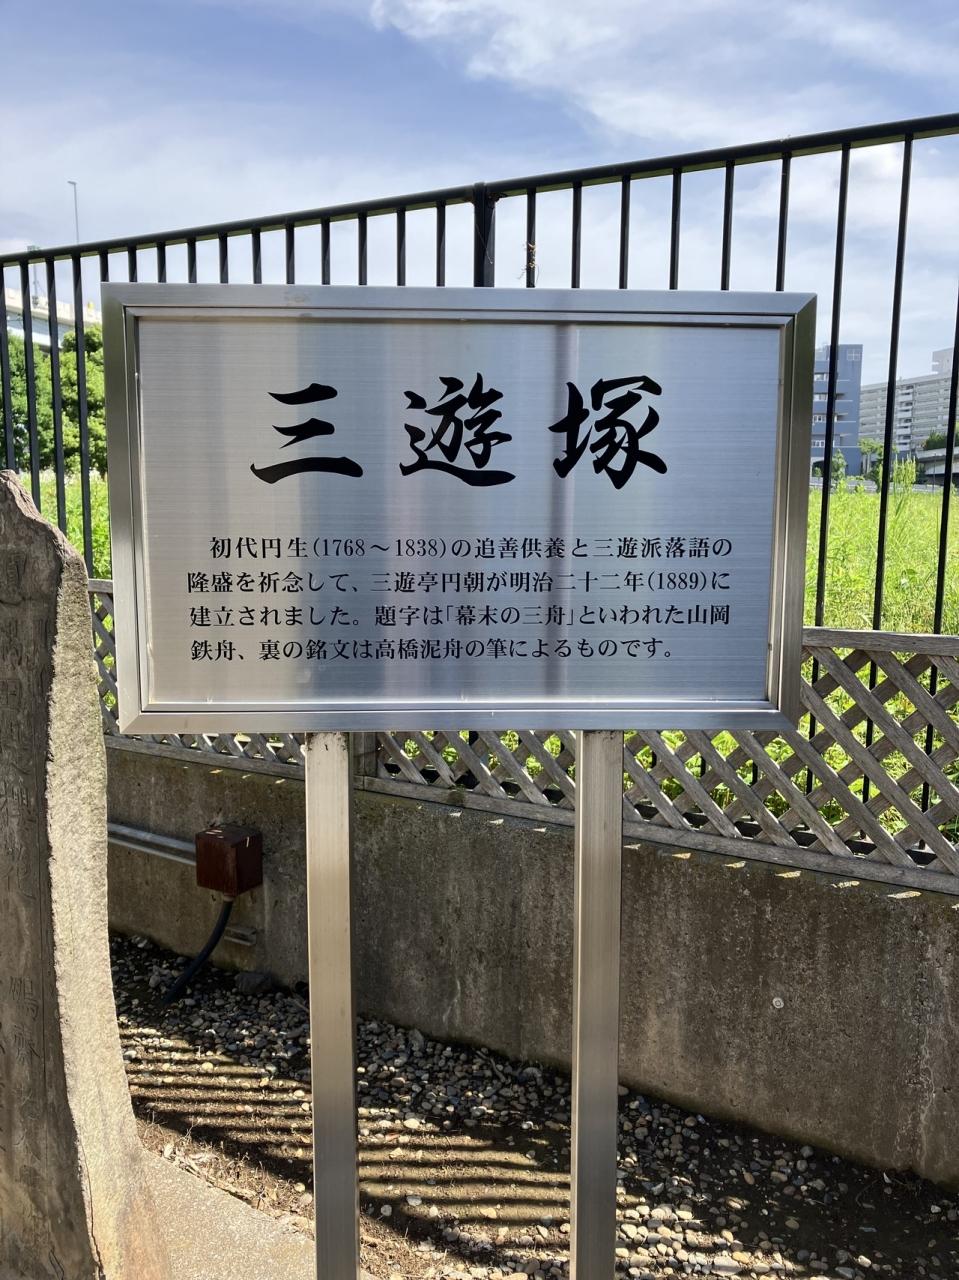 三遊塚
初代円生(1768～1838)の追善供養と三遊派落語の
隆盛を祈念して、三遊亭円朝が明治二十二年(1889)に
建立されました。題字は「幕末の三舟」といわれた山岡
鉄舟、裏の銘文は高橋泥舟の筆によるものです。